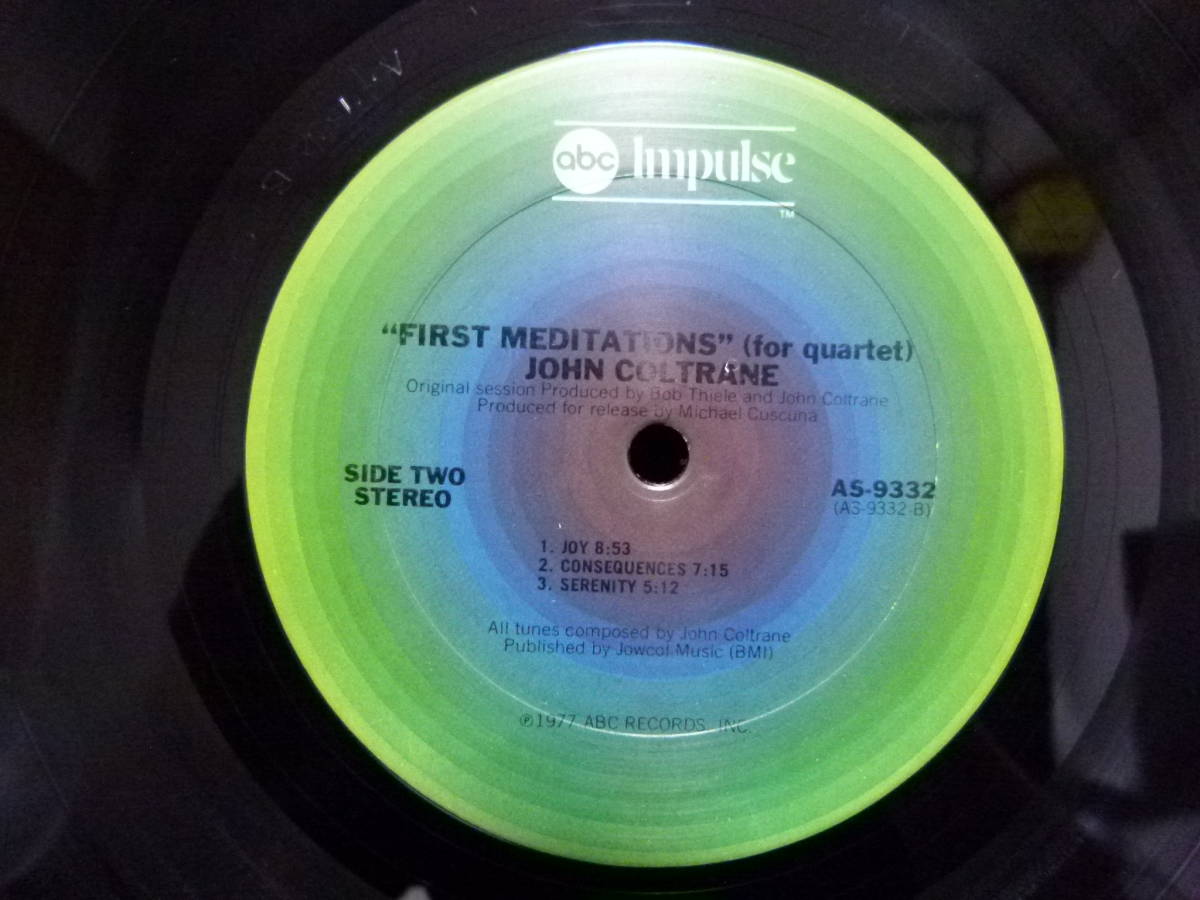 abc Impulse
TM
"FIRST MEDITATIONS" (for quartet)
JOHN COLTRANE
Original session Produced by Bob Thiele and John Coltrane
Produced for release by Michael Cuscuna
SIDE TWO
STEREO
AS-9332
(AS-9332-B)
1. JOY 8:53
2. CONSEQUENCES 7:15
3. SERENITY 5:12
All tunes composed by John Coltrane
Published by Jowcol Music (BMI)
℗1977 ABC RECORDS, INC.